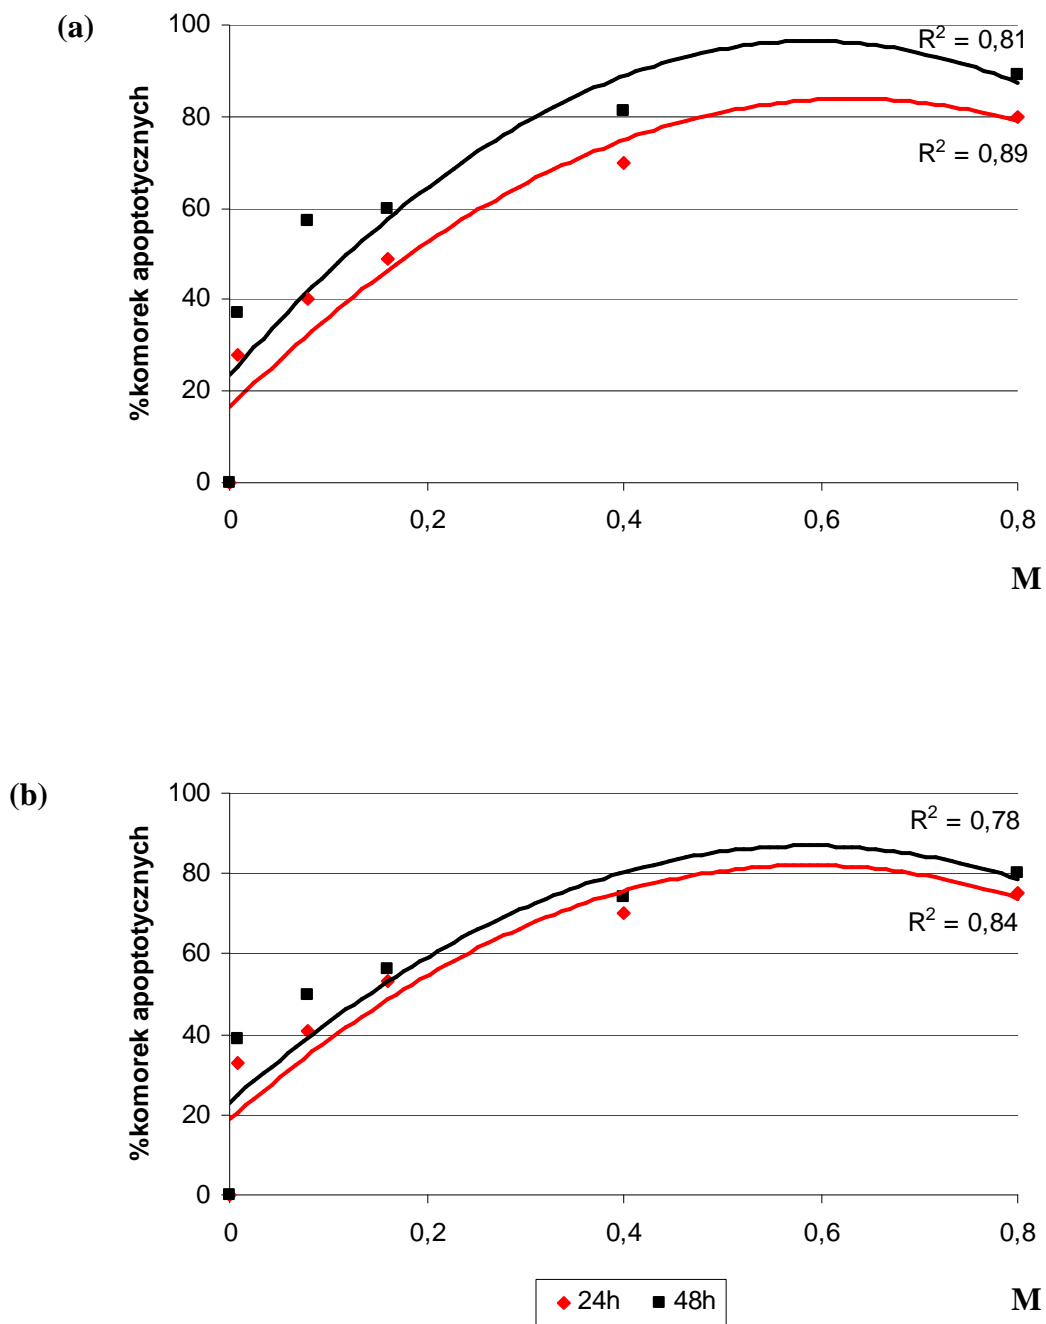 (a)
%komorek apoptotycznych
100
80
60
40
20
0
R² = 0,81
R² = 0,89
0 0,2 0,4 0,6 0,8
M
(b)
%komorek apoptotycznych
100
80
60
40
20
0
R² = 0,78
R² = 0,84
0 0,2 0,4 0,6 0,8
24h 48h
M